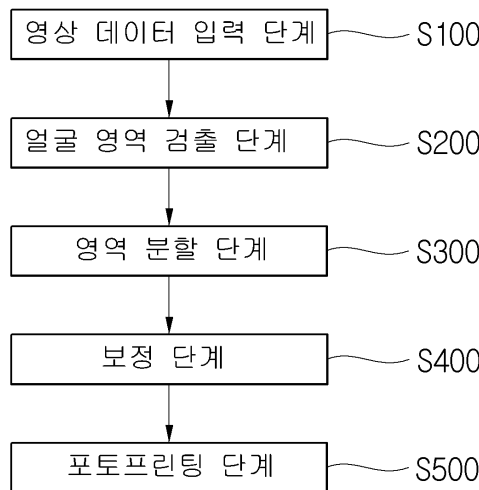 영상 데이터 입력 단계 S100
얼굴 영역 검출 단계 S200
영역 분할 단계 S300
보정 단계 S400
포토프린팅 단계 S500